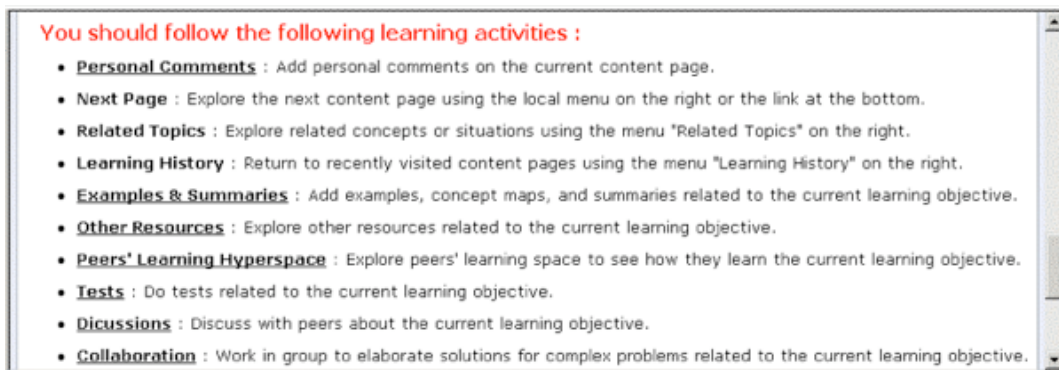 You should follow the following learning activities :
• Personal Comments : Add personal comments on the current content page.
• Next Page : Explore the next content page using the local menu on the right or the link at the bottom.
• Related Topics : Explore related concepts or situations using the menu "Related Topics" on the right.
• Learning History : Return to recently visited content pages using the menu "Learning History" on the right.
• Examples & Summaries : Add examples, concept maps, and summaries related to the current learning objective.
• Other Resources : Explore other resources related to the current learning objective.
• Peers' Learning Hyperspace : Explore peers' learning space to see how they learn the current learning objective.
• Tests : Do tests related to the current learning objective.
• Dicussions : Discuss with peers about the current learning objective.
• Collaboration : Work in group to elaborate solutions for complex problems related to the current learning objective.